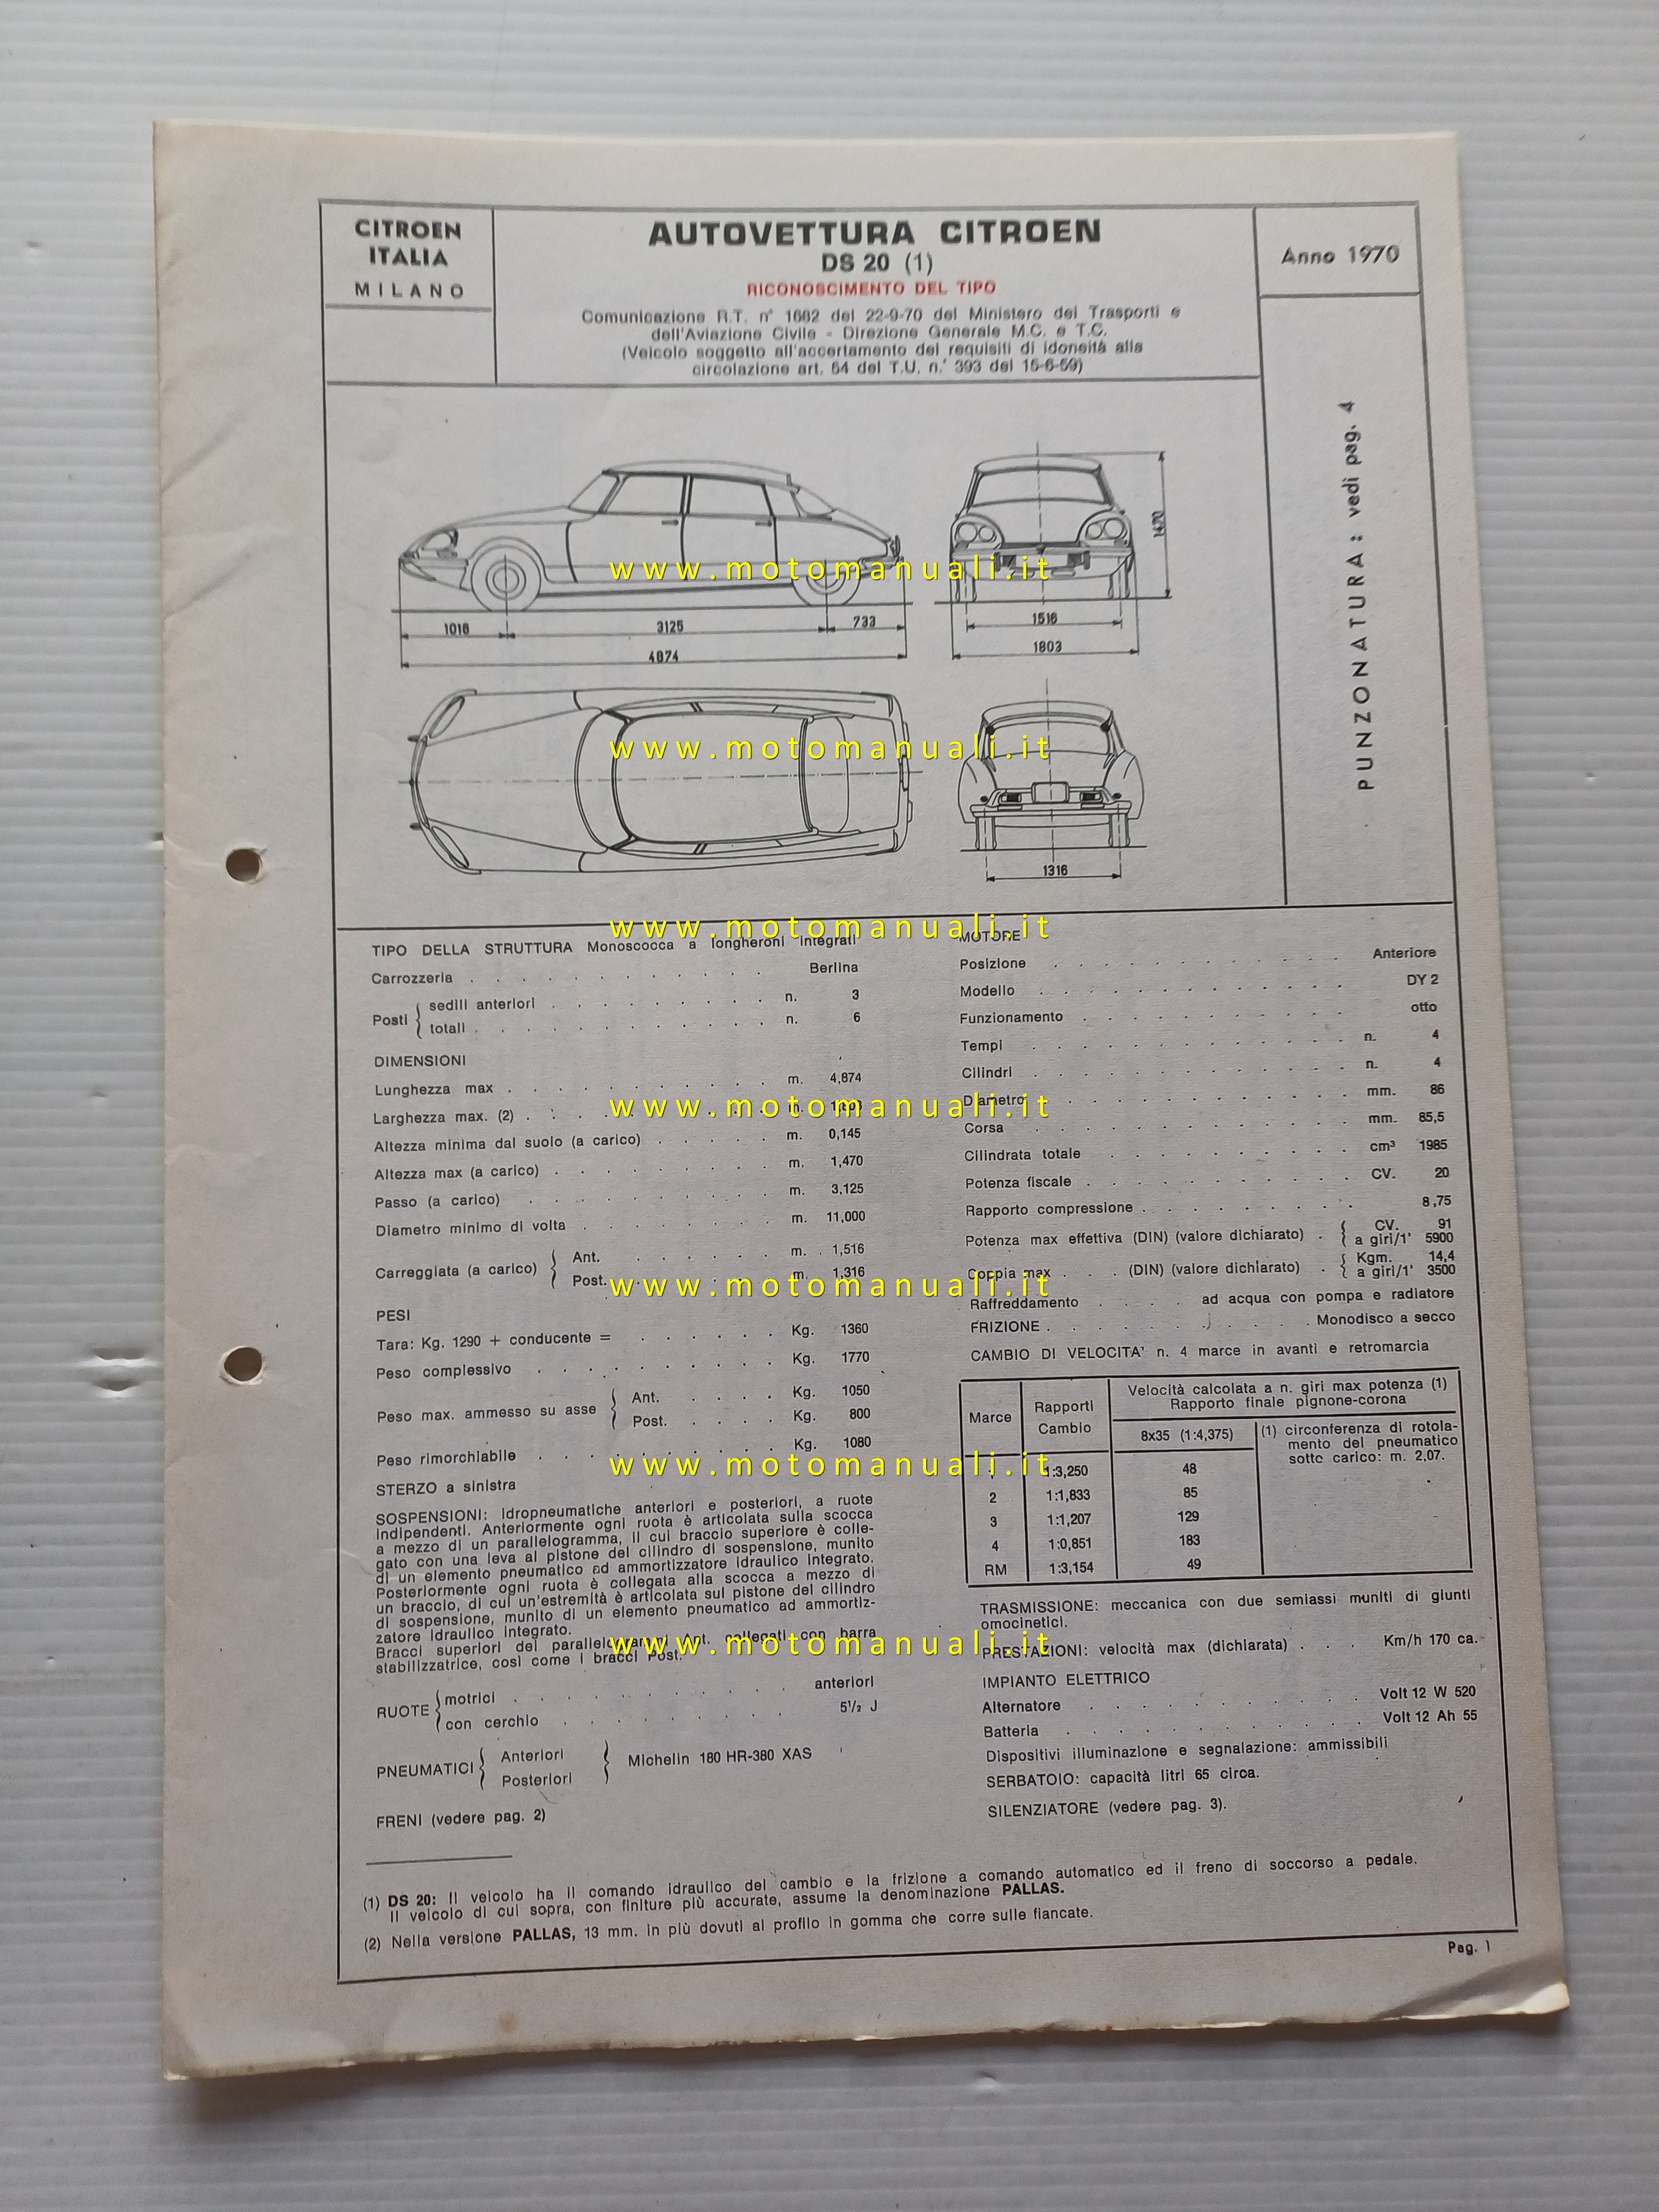 CITROEN
ITALIA
MILANO
AUTOVETTURA CITROEN
DS 20 (1)
RICONOSCIMENTO DEL TIPO
Comunicazione R.T. n° 1682 del 22-9-70 del Ministero dei Trasporti e
dell'Aviazione Civile - Direzione Generale M.C. e T.C.
(Veicolo soggetto all'accertamento dei requisiti di idoneità alla
circolazione art. 54 del T.U. n.° 393 del 15-6-59)
Anno 1970
PUNZONATURA: vedi pag. 4
1470
www.motomanuali.it
1016 3125 733
4874
1516
1803
www.motomanuali.it
1316
www.motomanuali.it
TIPO DELLA STRUTTURA Monoscocca a longheroni integrati
Carrozzeria . . . . . . . . . . . . Berlina
Posti { sedili anteriori . . . . . . . . . n. 3
totali . . . . . . . . . . . n. 6
DIMENSIONI
Lunghezza max . . . . . . . . . . m. 4,874
Larghezza max. (2) . . . . . . . . m.
Altezza minima dal suolo (a carico) . . . . . m. 0,145
Altezza max (a carico) . . . . . . . . . m. 1,470
Passo (a carico) . . . . . . . . . m. 3,125
Diametro minimo di volta . . . . . . . . m. 11,000
Carreggiata (a carico) { Ant. . . . . . . m. 1,516
Post. . . . . . . m. 1,316
PESI
Tara: Kg. 1290 + conducente = . . . . . . Kg. 1360
Peso complessivo . . . . . . . . . . Kg. 1770
Peso max. ammesso su asse { Ant. . . . . Kg. 1050
Post. . . . . Kg. 800
Peso rimorchiabile . . . . . . . . . Kg. 1080
STERZO a sinistra
SOSPENSIONI: idropneumatiche anteriori e posteriori, a ruote
indipendenti. Anteriormente ogni ruota è articolata sulla scocca
a mezzo di un parallelogramma, il cui braccio superiore è colle-
gato con una leva al pistone del cilindro di sospensione, munito
di un elemento pneumatico ad ammortizzatore idraulico integrato.
Posteriormente ogni ruota è collegata alla scocca a mezzo di
un braccio, di cui un'estremità è articolata sul pistone del cilindro
di sospensione, munito di un elemento pneumatico ad ammortiz-
zatore idraulico integrato.
Bracci superiori dei parallelogrammi Ant. collegati con barra
stabilizzatrice, così come i bracci Post.
RUOTE { motrici . . . . . . . . . . anteriori
con cerchio . . . . . . . . 5½ J
PNEUMATICI { Anteriori
Posteriori } Michelin 180 HR-380 XAS
FRENI (vedere pag. 2)
MOTORE
Posizione . . . . . . . . . . . Anteriore
Modello . . . . . . . . . . . . DY 2
Funzionamento . . . . . . . . . . otto
Tempi . . . . . . . . . . . n. 4
Cilindri . . . . . . . . . . . n. 4
Diametro . . . . . . . . . . . mm. 86
www.motomanuali.it
Corsa . . . . . . . . . . . mm. 85,5
Cilindrata totale . . . . . . . . . cm³ 1985
Potenza fiscale . . . . . . . . . . CV. 20
Rapporto compressione . . . . . . . . . 8,75
Potenza max effettiva (DIN) (valore dichiarato) . { CV. 91
a giri/1' 5900
Coppia max . . . (DIN) (valore dichiarato) . { Kgm. 14,4
a giri/1' 3500
www.motomanuali.it
Raffreddamento . . . . ad acqua con pompa e radiatore
FRIZIONE . . . . . . . . . . Monodisco a secco
CAMBIO DI VELOCITA' n. 4 marce in avanti e retromarcia
Marce Rapporti Cambio
Velocità calcolata a n. giri max potenza (1)
Rapporto finale pignone-corona
8x35 (1:4,375)
(1) circonferenza di rotola-
mento del pneumatico
sotto carico: m. 2,07.
www.motomanuali.it
1:3,250 48
2 1:1,833 85
3 1:1,207 129
4 1:0,851 183
RM 1:3,154 49
TRASMISSIONE: meccanica con due semiassi muniti di giunti
omocinetici.
www.motomanuali.it
PRESTAZIONI: velocità max (dichiarata) . . . Km/h 170 ca.
IMPIANTO ELETTRICO
Alternatore . . . . . . . . . . Volt 12 W 520
Batteria . . . . . . . . . . . Volt 12 Ah 55
Dispositivi illuminazione e segnalazione: ammissibili
SERBATOIO: capacità litri 65 circa.
SILENZIATORE (vedere pag. 3).
(1) DS 20: Il veicolo ha il comando idraulico del cambio e la frizione a comando automatico ed il freno di soccorso a pedale.
Il veicolo di cui sopra, con finiture più accurate, assume la denominazione PALLAS.
(2) Nella versione PALLAS, 13 mm. in più dovuti al profilo in gomma che corre sulle fiancate.
Pag. 1